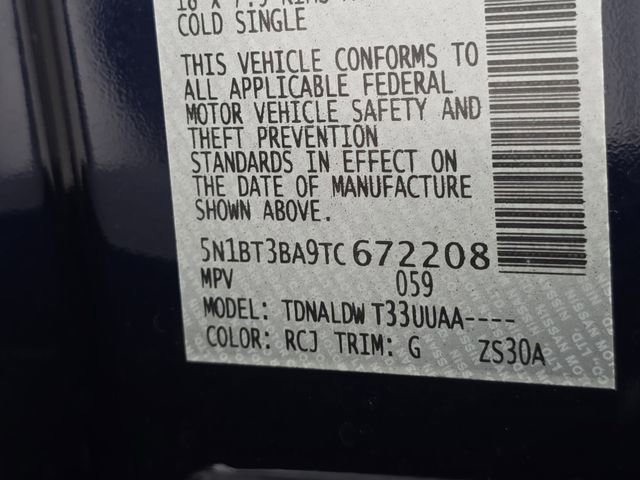 COLD SINGLE
THIS VEHICLE CONFORMS TO
ALL APPLICABLE FEDERAL
MOTOR VEHICLE SAFETY AND
THEFT PREVENTION
STANDARDS IN EFFECT ON
THE DATE OF MANUFACTURE
SHOWN ABOVE.
5N1BT3BA9TC672208
MPV 059
MODEL: TDNALDW T33UUAA----
COLOR: RCJ TRIM: G ZS30A